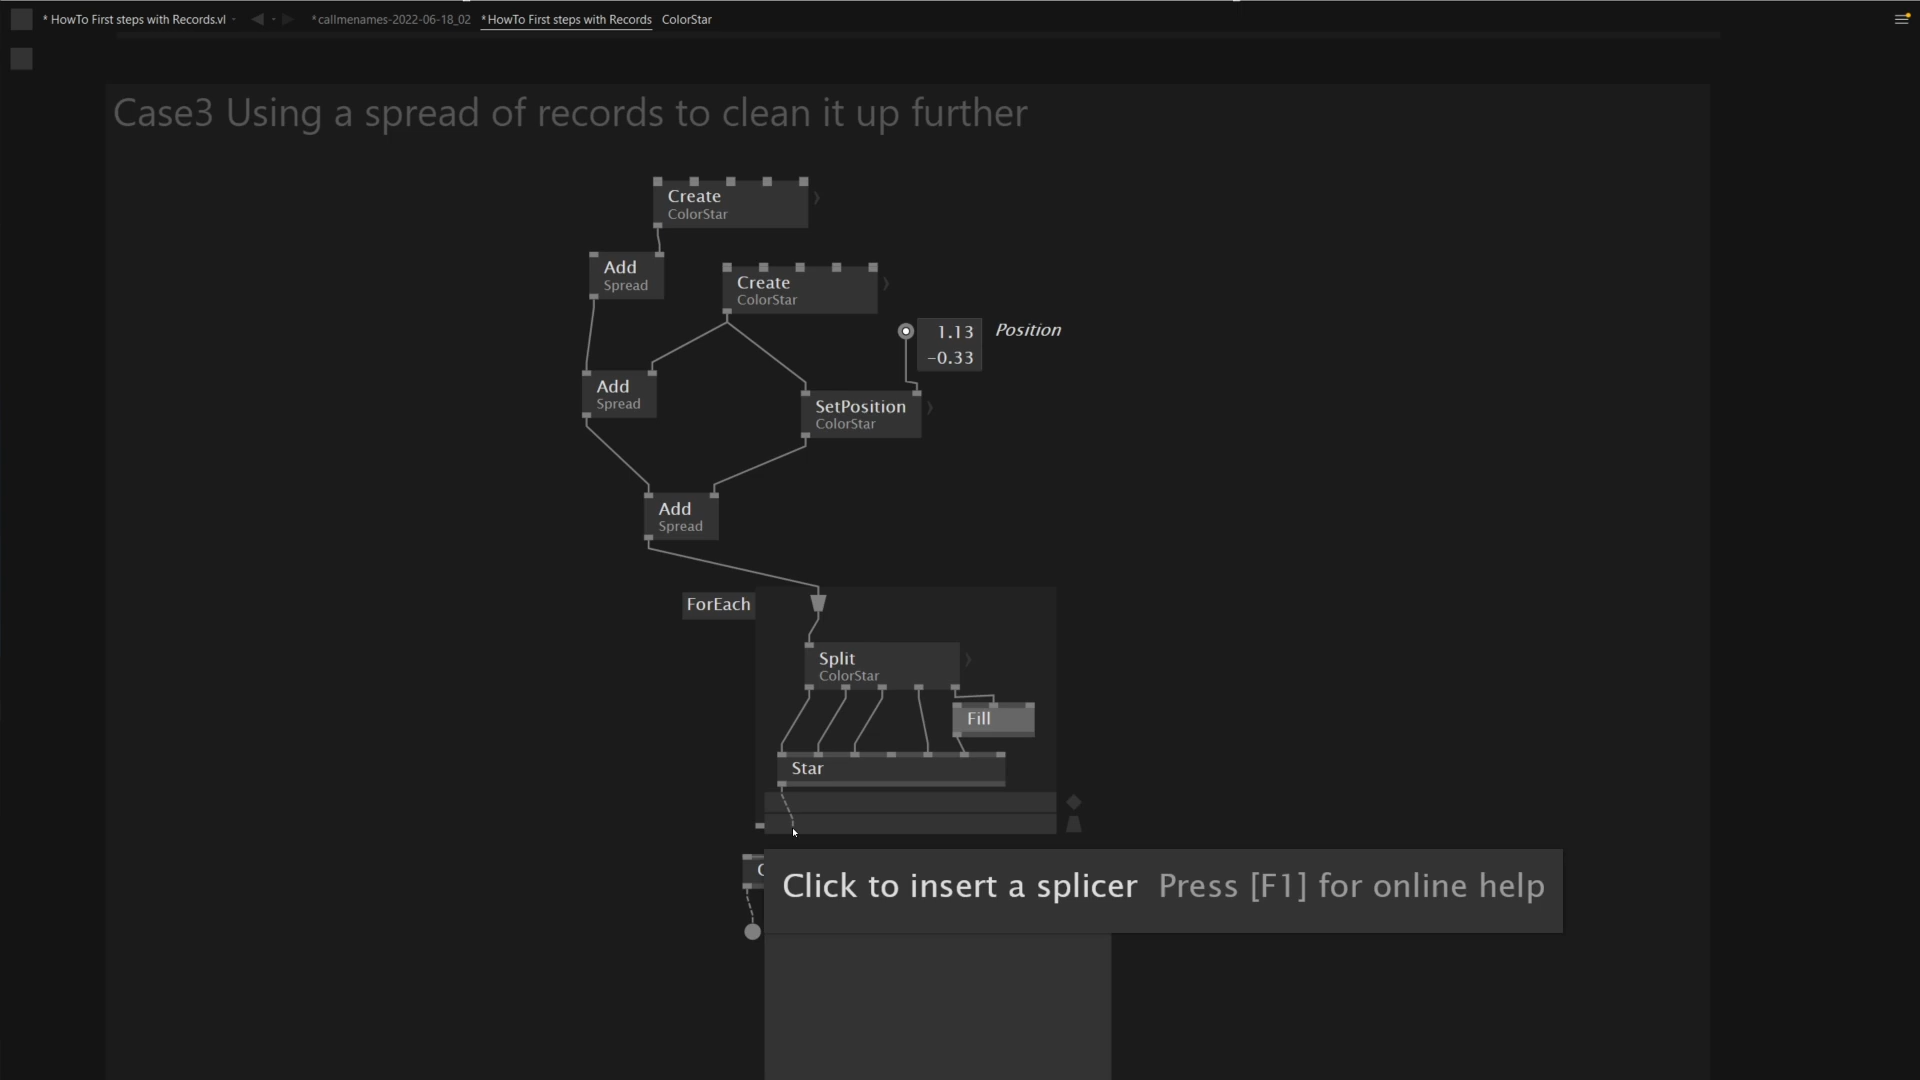 * HowTo First steps with Records.vl
*callmenames-2022-06-18_02
*HowTo First steps with Records
ColorStar
Case3 Using a spread of records to clean it up further
Create
ColorStar
Add
Spread
Create
ColorStar
1.13
-0.33
Position
Add
Spread
SetPosition
ColorStar
Add
Spread
ForEach
Split
ColorStar
Fill
Star
Click to insert a splicer Press [F1] for online help